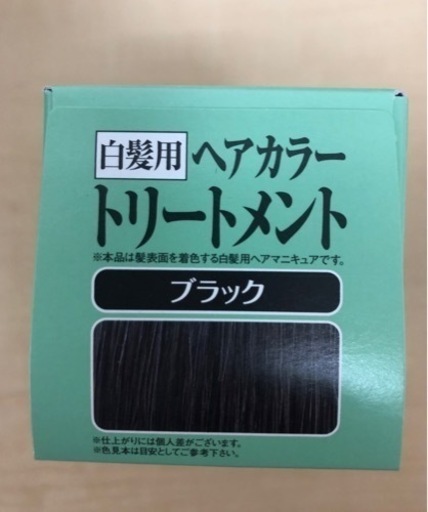 白髪用 ヘアカラー
トリートメント
※本品は髪表面を着色する白髪用ヘアマニキュアです。
ブラック
※仕上がりには個人差がございます。
※色見本は目安としてご参考下さい。